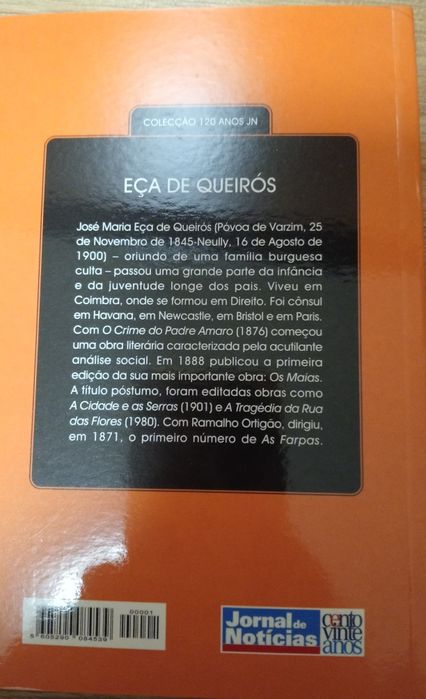 COLECÇÃO 120 ANOS JN
EÇA DE QUEIRÓS
José Maria Eça de Queirós (Póvoa de Varzim, 25
de Novembro de 1845-Neully, 16 de Agosto de
1900) – oriundo de uma família burguesa
culta – passou uma grande parte da infância
e da juventude longe dos pais. Viveu em
Coimbra, onde se formou em Direito. Foi cônsul
em Havana, em Newcastle, em Bristol e em Paris.
Com O Crime do Padre Amaro (1876) começou
uma obra literária caracterizada pela acutilante
análise social. Em 1888 publicou a primeira
edição da sua mais importante obra: Os Maias.
A título póstumo, foram editadas obras como
A Cidade e as Serras (1901) e A Tragédia da Rua
das Flores (1980). Com Ramalho Ortigão, dirigiu,
em 1871, o primeiro número de As Farpas.
00001
5 605290 084539
Jornal de
Notícias
cento
vinte
anos